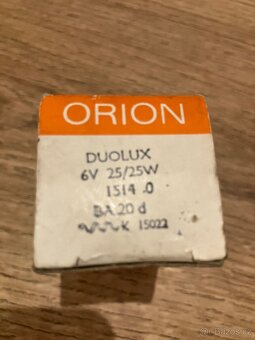 ORION
DUOLUX
6V 25/25W
1514.0
BA 20 d
K 15022